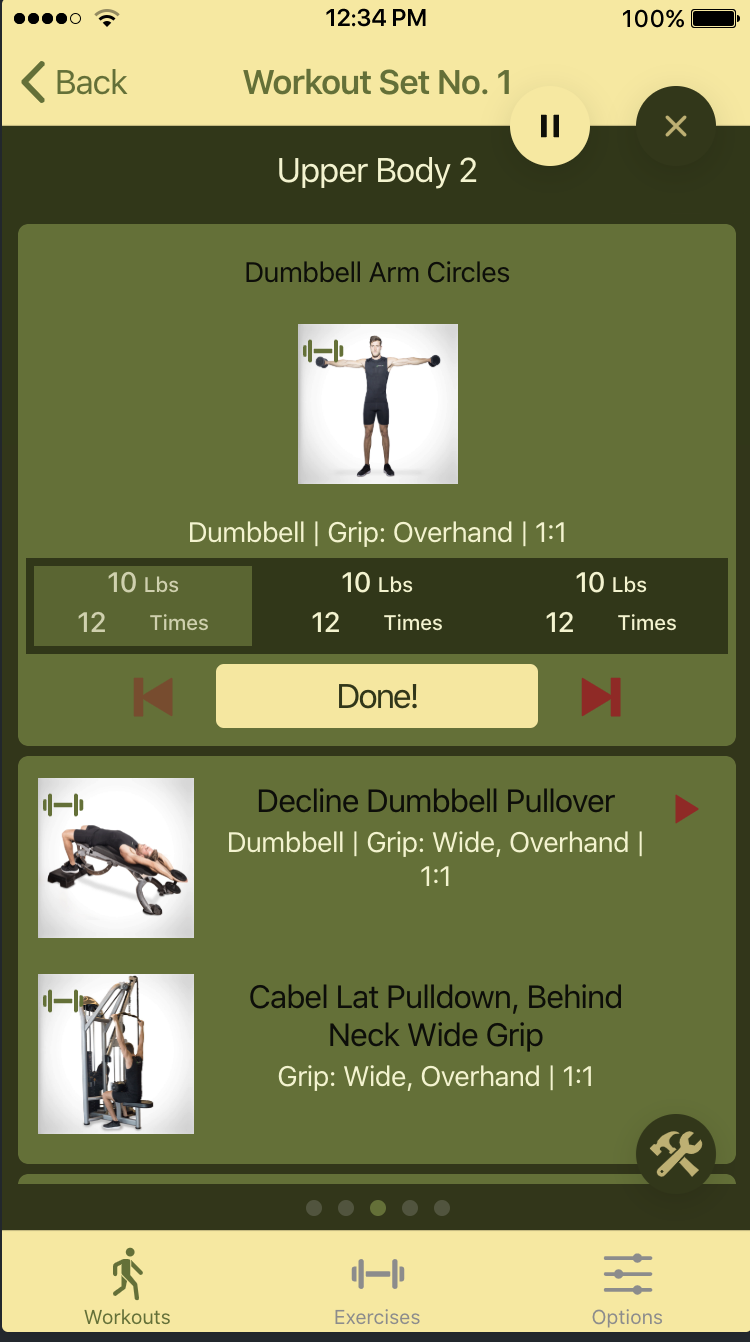 12:34 PM 100%
Back Workout Set No. 1
Upper Body 2
Dumbbell Arm Circles
Dumbbell | Grip: Overhand | 1:1
10 Lbs 10 Lbs 10 Lbs
12 Times 12 Times 12 Times
Done!
Decline Dumbbell Pullover
Dumbbell | Grip: Wide, Overhand |
1:1
Cabel Lat Pulldown, Behind
Neck Wide Grip
Grip: Wide, Overhand | 1:1
Workouts Exercises Options